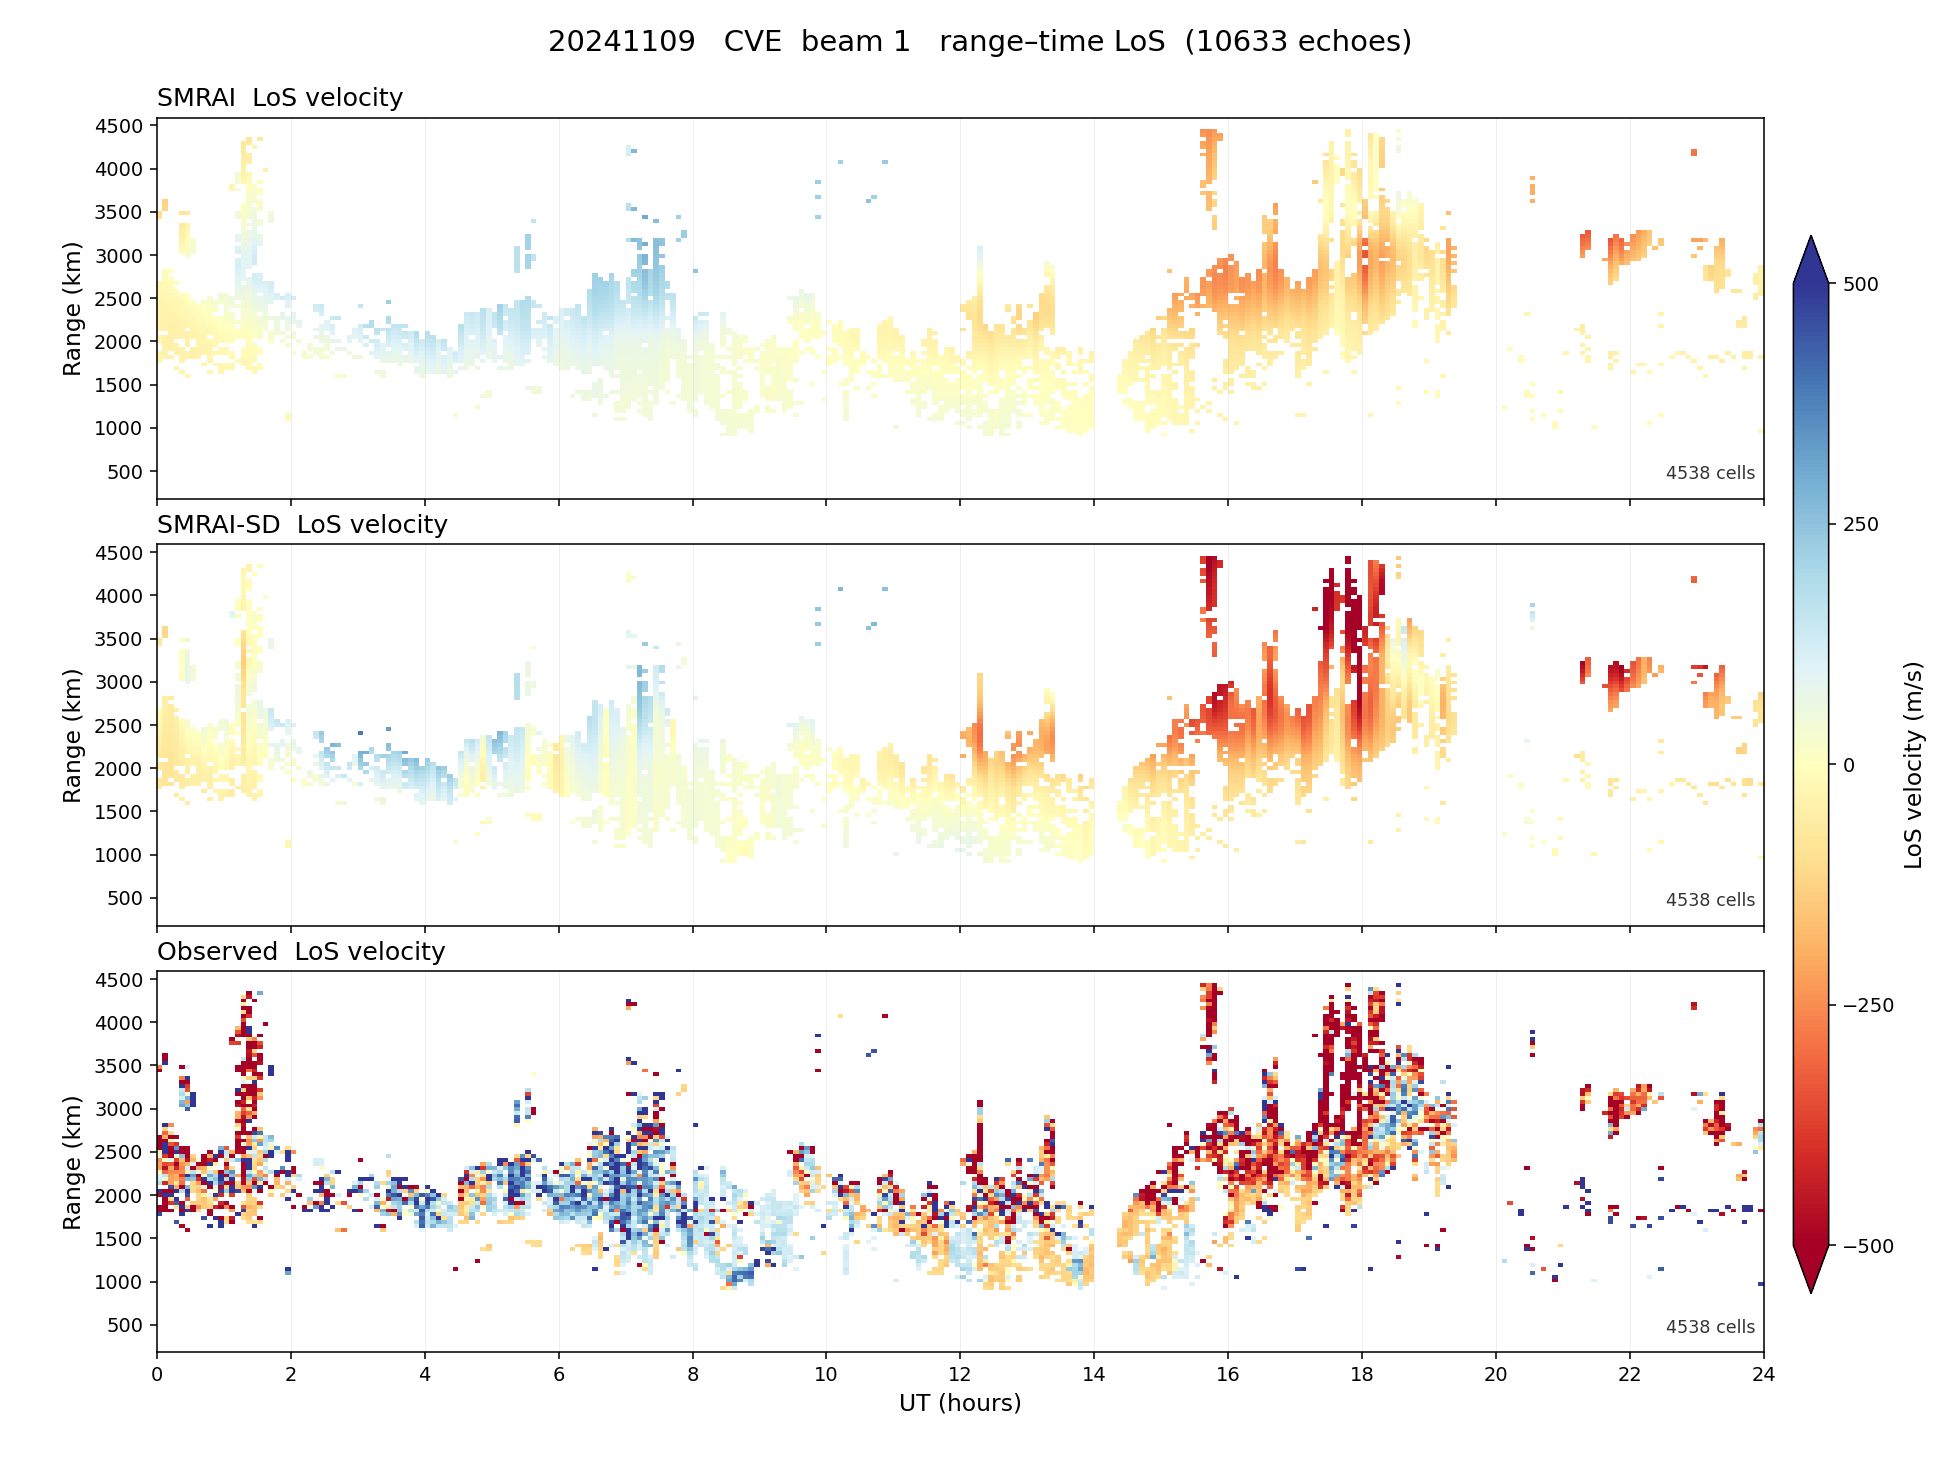 20241109   CVE  beam 1   range–time LoS  (10633 echoes)
SMRAI  LoS velocity
4500
4000
3500
3000
2500
2000
1500
1000
500
Range (km)
4538 cells
SMRAI-SD  LoS velocity
4500
4000
3500
3000
2500
2000
1500
1000
500
Range (km)
4538 cells
Observed  LoS velocity
4500
4000
3500
3000
2500
2000
1500
1000
500
Range (km)
4538 cells
0 2 4 6 8 10 12 14 16 18 20 22 24
UT (hours)
500
250
0
−250
−500
LoS velocity (m/s)